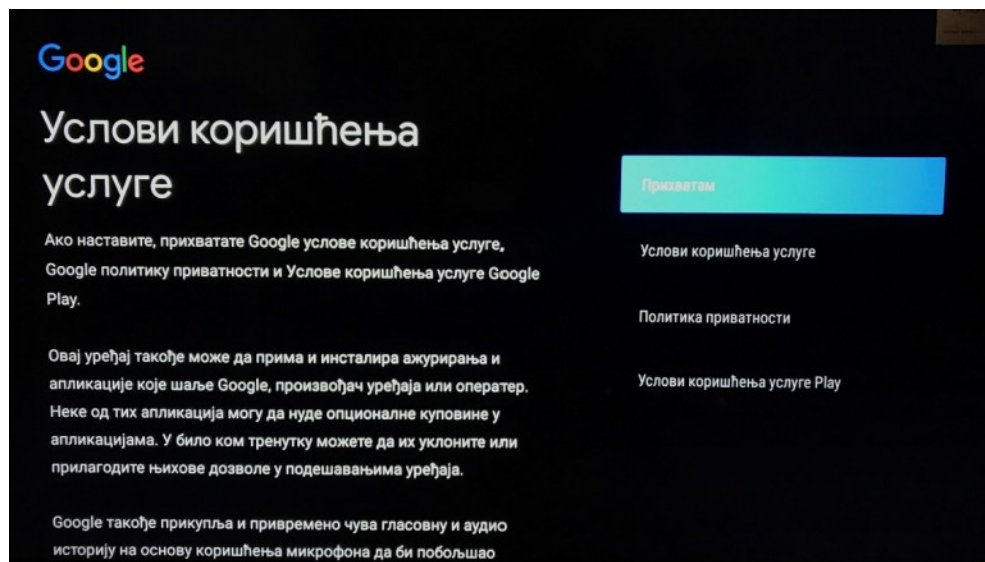 Google
Услови коришћења
услуге
Ако наставите, прихватате Google услове коришћења услуге,
Google политику приватности и Услове коришћења услуге Google
Play.
Овај уређај такође може да прима и инсталира ажурирања и
апликације које шаље Google, произвођач уређаја или оператер.
Неке од тих апликација могу да нуде опционалне куповине у
апликацијама. У било ком тренутку можете да их уклоните или
прилагодите њихове дозволе у подешавањима уређаја.
Google такође прикупља и привремено чува гласовну и аудио
историју на основу коришћења микрофона да би побољшао
Прихватам
Услови коришћења услуге
Политика приватности
Услови коришћења услуге Play